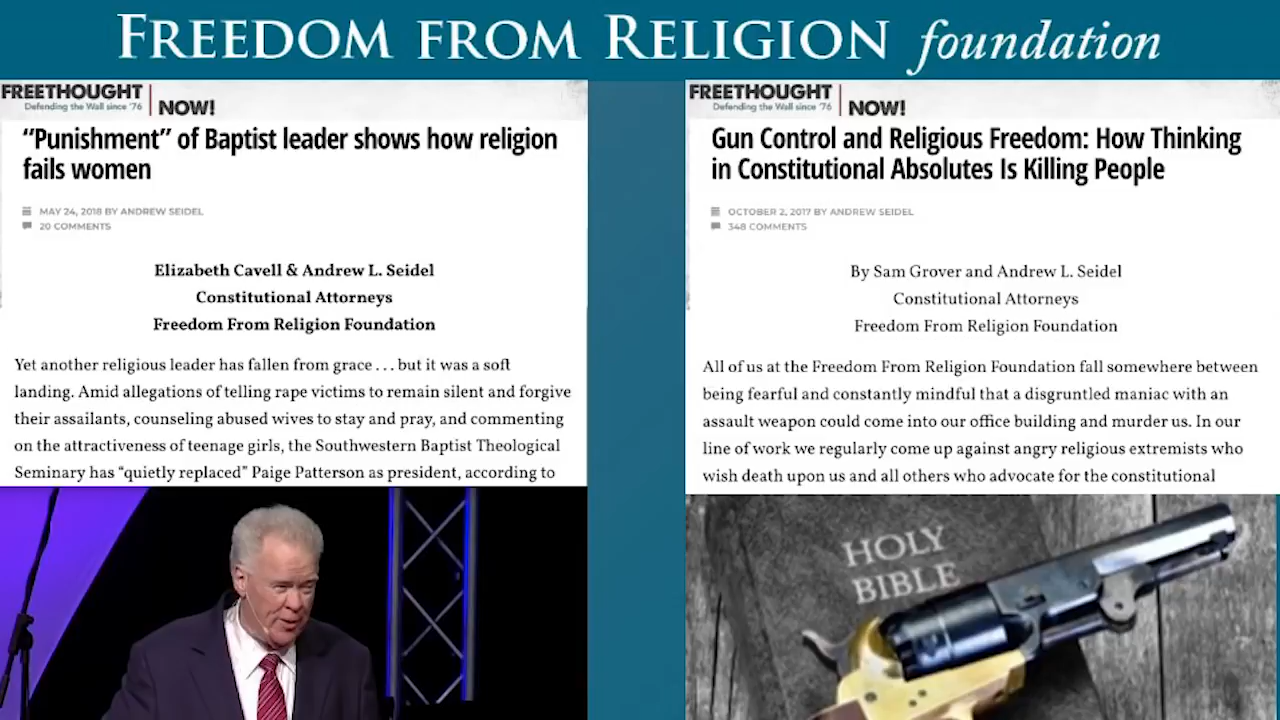 FREEDOM FROM RELIGION foundation
FREETHOUGHT
Defending the Wall since '76
NOW!
“Punishment” of Baptist leader shows how religion
fails women
MAY 24, 2018 BY ANDREW SEIDEL
20 COMMENTS
Elizabeth Cavell & Andrew L. Seidel
Constitutional Attorneys
Freedom From Religion Foundation
Yet another religious leader has fallen from grace . . . but it was a soft
landing. Amid allegations of telling rape victims to remain silent and forgive
their assailants, counseling abused wives to stay and pray, and commenting
on the attractiveness of teenage girls, the Southwestern Baptist Theological
Seminary has “quietly replaced” Paige Patterson as president, according to
FREETHOUGHT
Defending the Wall since '76
NOW!
Gun Control and Religious Freedom: How Thinking
in Constitutional Absolutes Is Killing People
OCTOBER 2, 2017 BY ANDREW SEIDEL
348 COMMENTS
By Sam Grover and Andrew L. Seidel
Constitutional Attorneys
Freedom From Religion Foundation
All of us at the Freedom From Religion Foundation fall somewhere between
being fearful and constantly mindful that a disgruntled maniac with an
assault weapon could come into our office building and murder us. In our
line of work we regularly come up against angry religious extremists who
wish death upon us and all others who advocate for the constitutional
HOLY
BIBLE